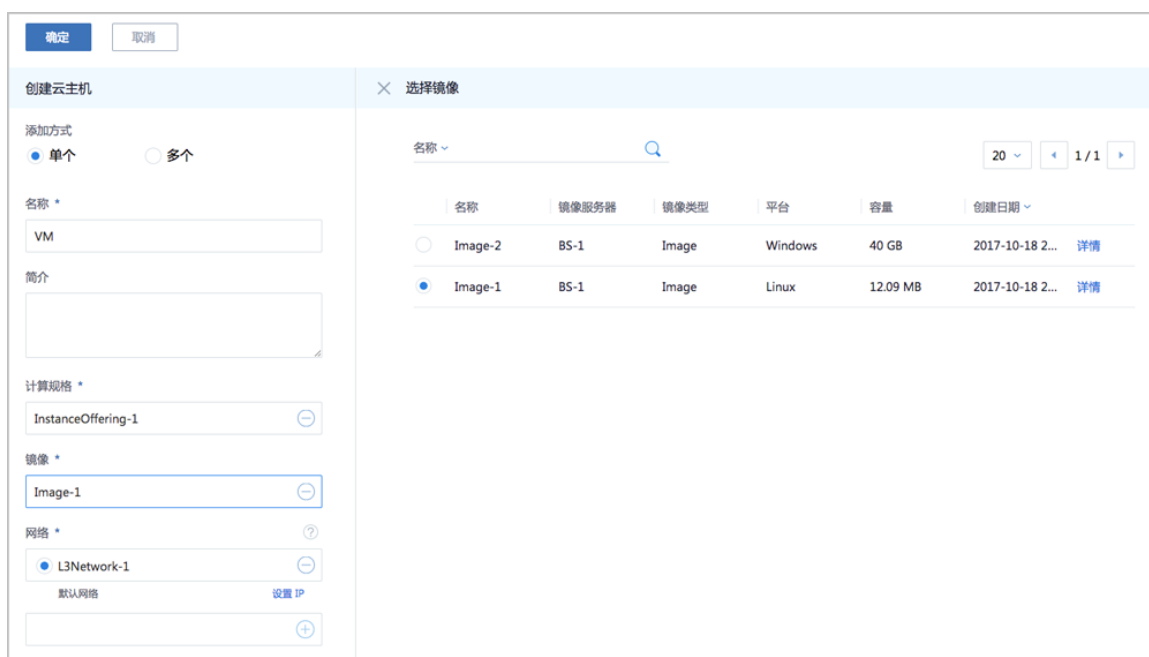 确定 取消
创建云主机
添加方式
单个 多个
名称 *
VM
简介
计算规格 *
InstanceOffering-1
镜像 *
Image-1
网络 * ?
L3Network-1
默认网络 设置 IP
选择镜像
名称
20 1 / 1
名称 镜像服务器 镜像类型 平台 容量 创建日期
Image-2 BS-1 Image Windows 40 GB 2017-10-18 2... 详情
Image-1 BS-1 Image Linux 12.09 MB 2017-10-18 2... 详情